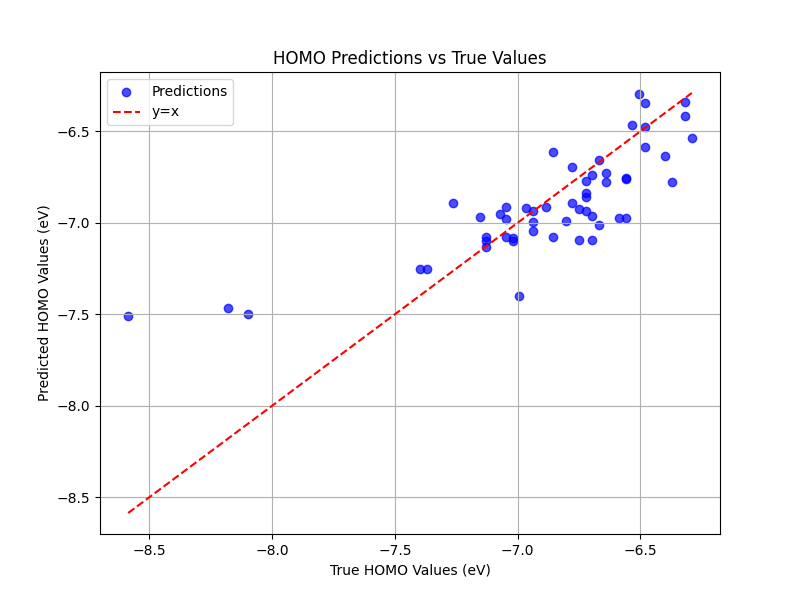 HOMO Predictions vs True Values
Predictions
y=x
−6.5
−7.0
−7.5
−8.0
−8.5
Predicted HOMO Values (eV)
−8.5 −8.0 −7.5 −7.0 −6.5
True HOMO Values (eV)